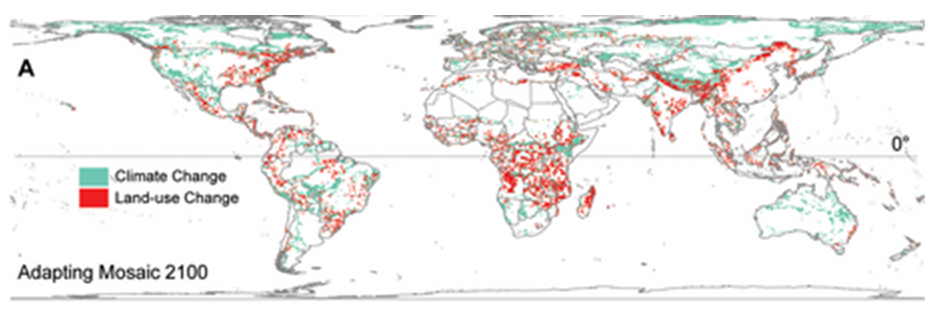 A
0°
Climate Change
Land-use Change
Adapting Mosaic 2100